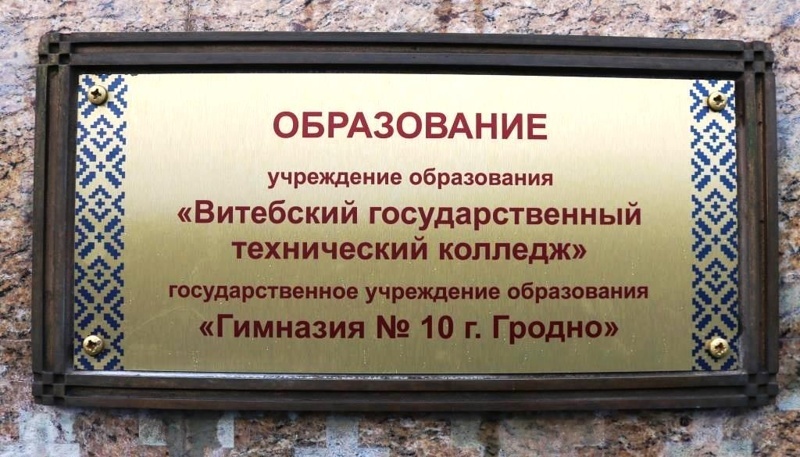 ОБРАЗОВАНИЕ
учреждение образования
«Витебский государственный
технический колледж»
государственное учреждение образования
«Гимназия № 10 г. Гродно»